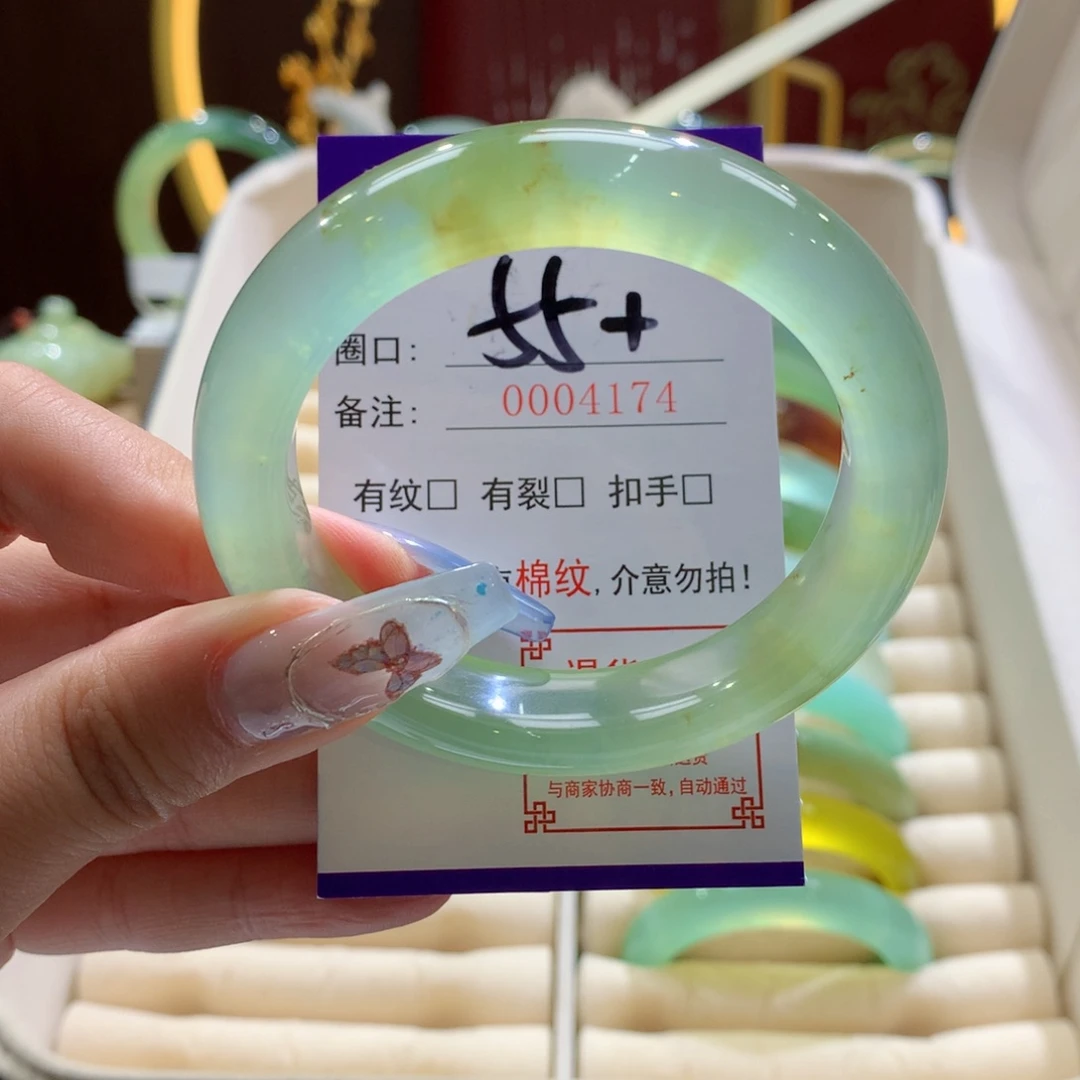 圈口: 55+
备注: 0004174
有纹□ 有裂□ 扣手□
棉纹,介意勿拍!
与商家协商一致,自动通过